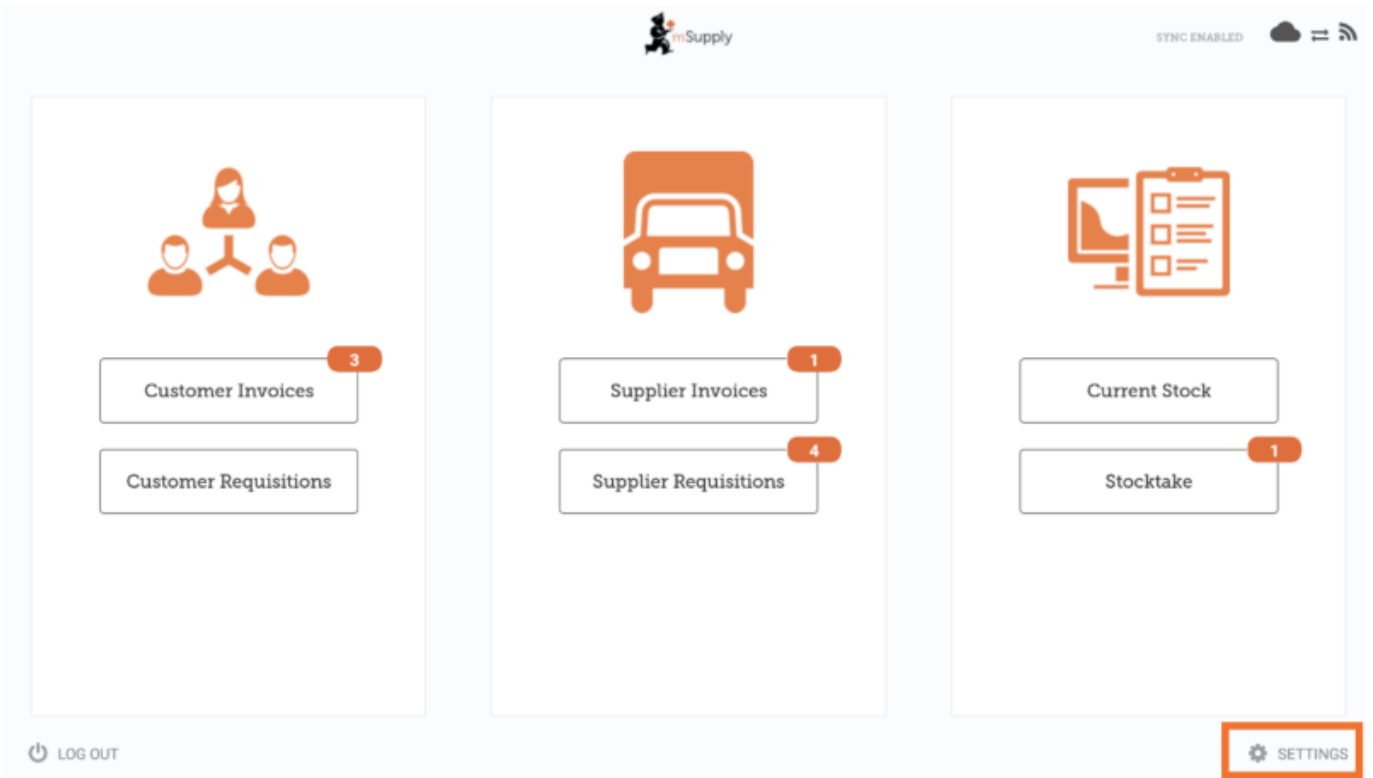 mSupply
SYNC ENABLED
3
Customer Invoices
Customer Requisitions
1
Supplier Invoices
4
Supplier Requisitions
Current Stock
1
Stocktake
LOG OUT
SETTINGS